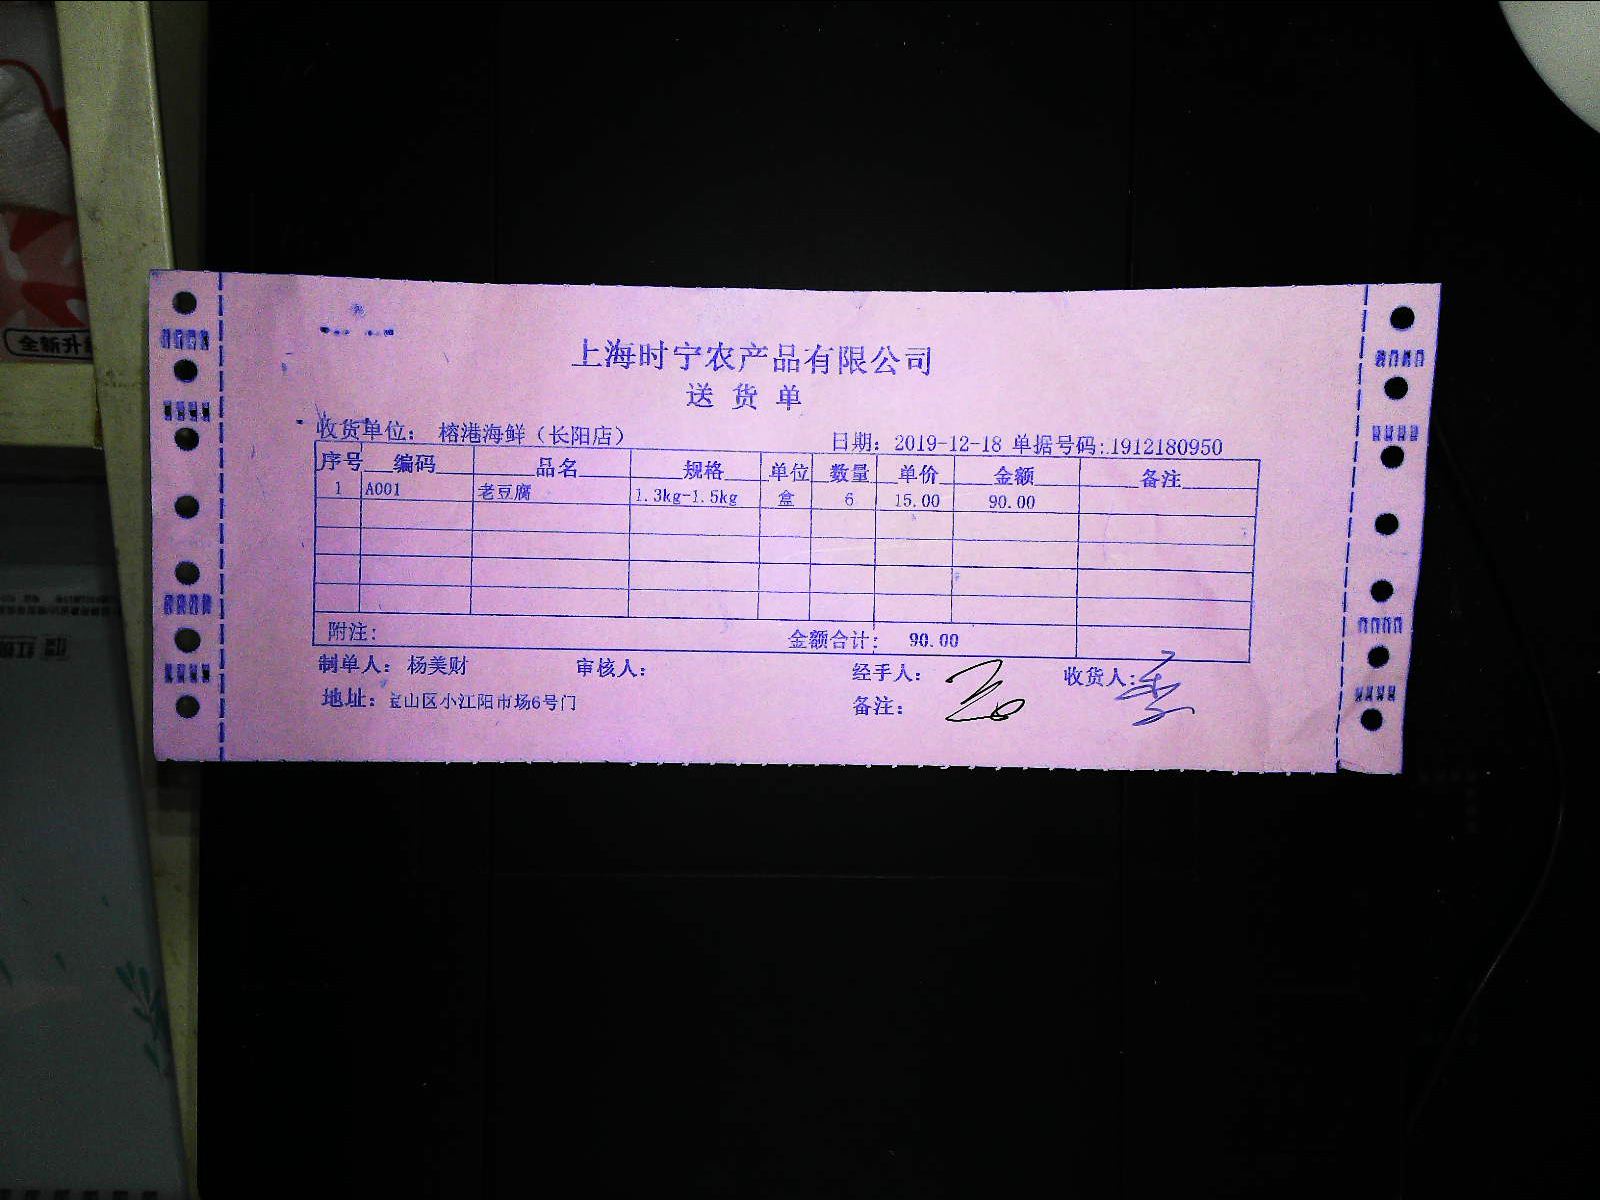 全新升
上海时宁农产品有限公司
送 货 单
收货单位： 榕港海鲜（长阳店） 日期：2019-12-18 单据号码:1912180950
序号 编码 品名 规格 单位 数量 单价 金额 备注
1 A001 老豆腐 1.3kg-1.5kg 盒 6 15.00 90.00
附注： 金额合计： 90.00
制单人： 杨美财 审核人： 经手人： 收货人：
地址：宝山区小江阳市场6号门 备注：